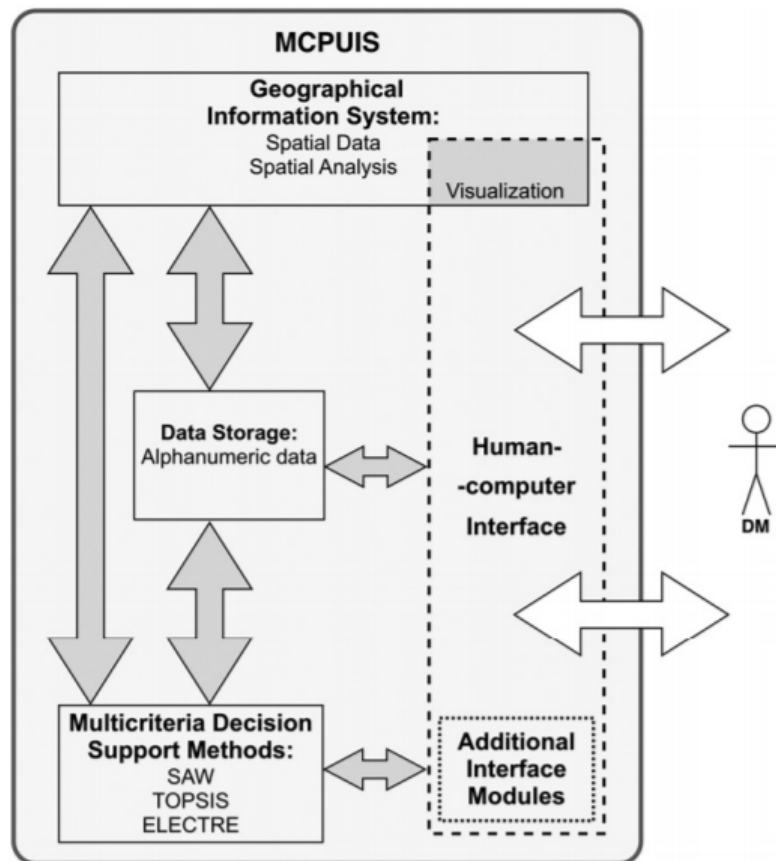 MCPUIS
Geographical
Information System:
Spatial Data
Spatial Analysis
Visualization
Data Storage:
Alphanumeric data
Human-
-computer
Interface
DM
Multicriteria Decision
Support Methods:
SAW
TOPSIS
ELECTRE
Additional
Interface
Modules